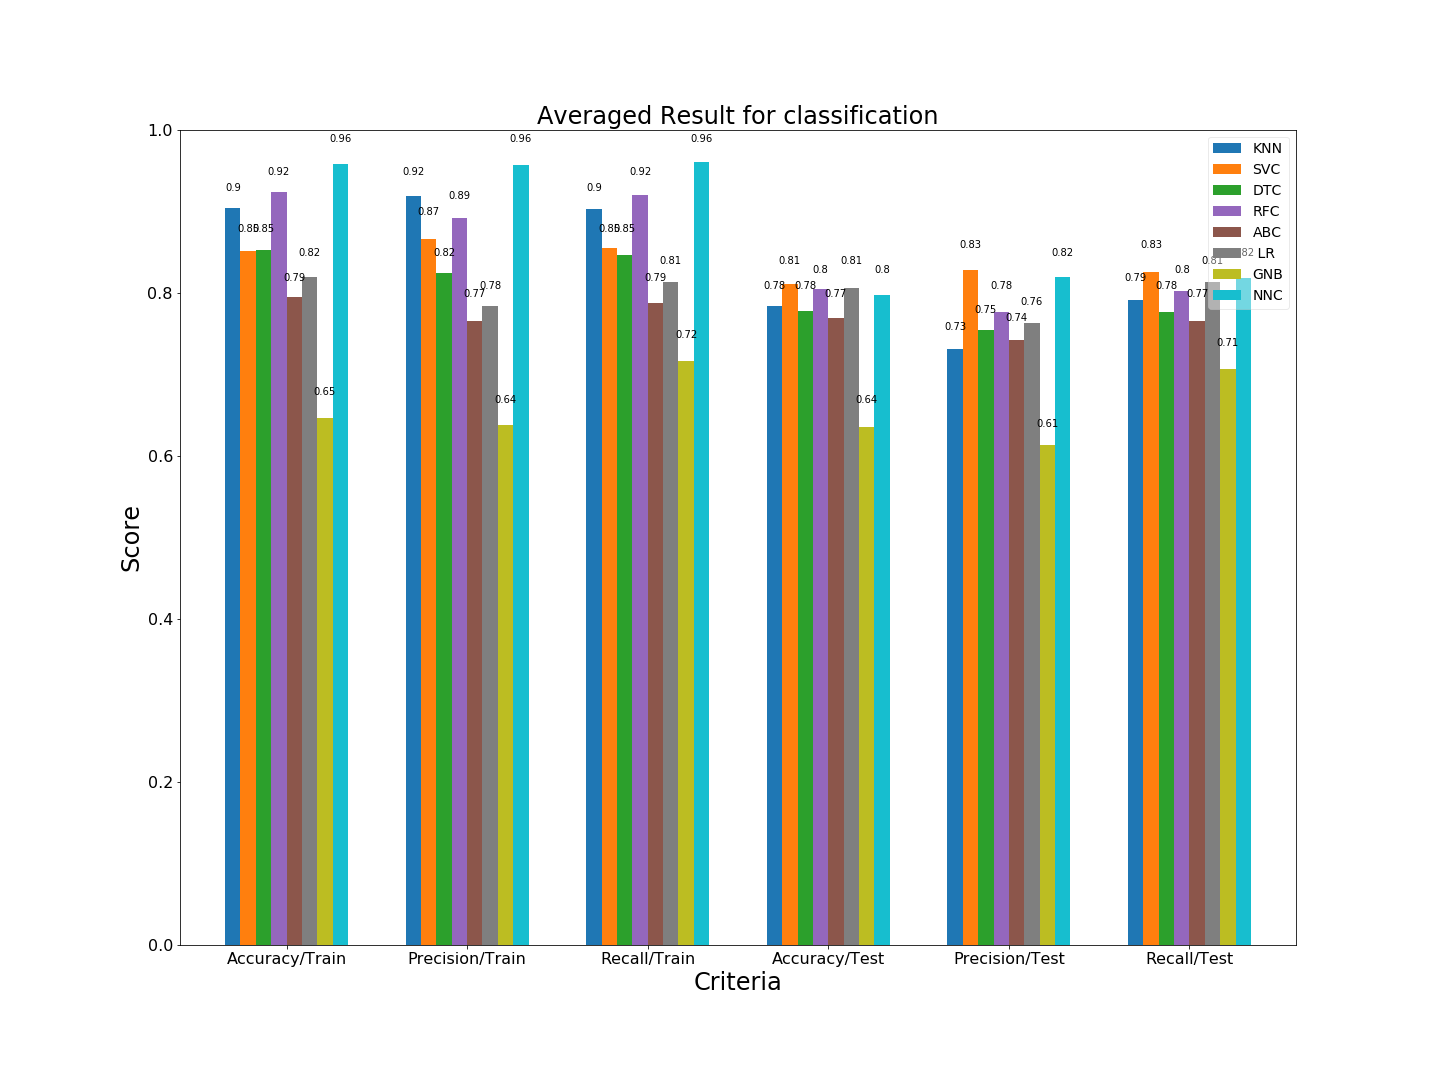 Averaged Result for classification
1.0
0.8
0.6
0.4
0.2
0.0
Score
0.9 0.85 0.85 0.92 0.79 0.82 0.65 0.96
0.92 0.87 0.82 0.89 0.77 0.78 0.64 0.96
0.9 0.85 0.85 0.92 0.79 0.81 0.72 0.96
0.78 0.81 0.78 0.8 0.77 0.81 0.64 0.8
0.73 0.83 0.75 0.78 0.74 0.76 0.61 0.82
0.79 0.83 0.78 0.8 0.77 0.81 0.71 0.82
KNN
SVC
DTC
RFC
ABC
LR
GNB
NNC
Accuracy/Train Precision/Train Recall/Train Accuracy/Test Precision/Test Recall/Test
Criteria